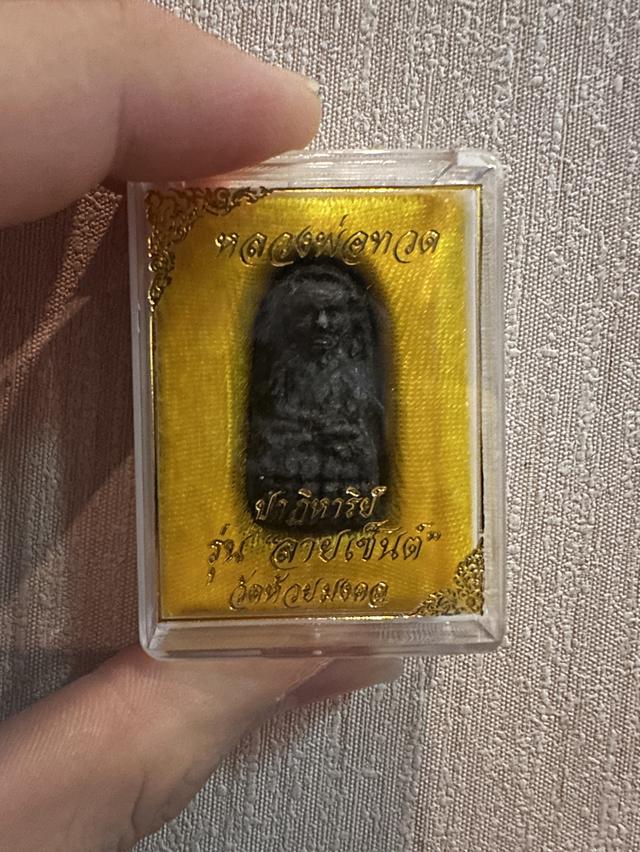 หลวงพ่อทวด
ปาฏิหาริย์
รุ่น "ลายเซ็นต์"
วัดห้วยมงคล